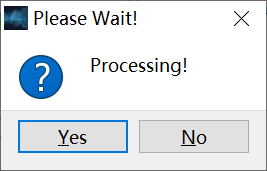 Please Wait!
Processing!
Yes
No